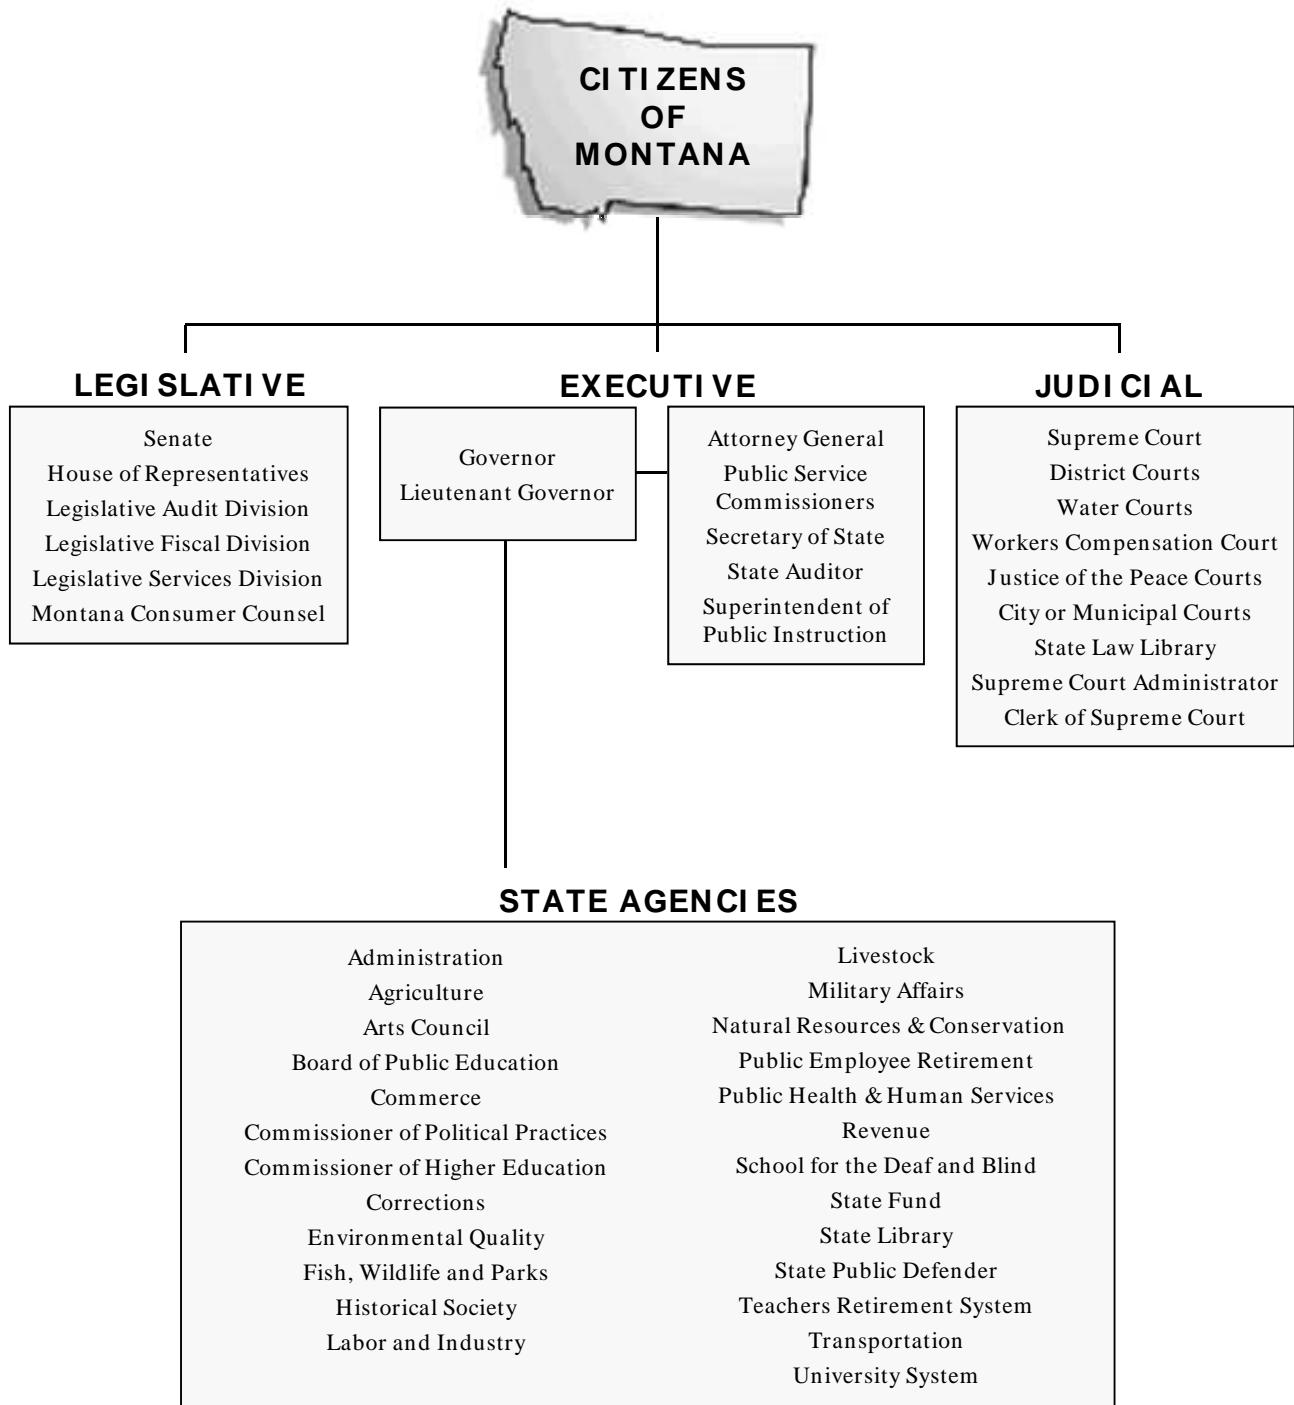 CITIZENS
OF
MONTANA
LEGISLATIVE
Senate
House of Representatives
Legislative Audit Division
Legislative Fiscal Division
Legislative Services Division
Montana Consumer Counsel
EXECUTIVE
Governor
Lieutenant Governor
Attorney General
Public Service
Commissioners
Secretary of State
State Auditor
Superintendent of
Public Instruction
JUDICIAL
Supreme Court
District Courts
Water Courts
Workers Compensation Court
Justice of the Peace Courts
City or Municipal Courts
State Law Library
Supreme Court Administrator
Clerk of Supreme Court
STATE AGENCIES
Administration
Agriculture
Arts Council
Board of Public Education
Commerce
Commissioner of Political Practices
Commissioner of Higher Education
Corrections
Environmental Quality
Fish, Wildlife and Parks
Historical Society
Labor and Industry
Livestock
Military Affairs
Natural Resources & Conservation
Public Employee Retirement
Public Health & Human Services
Revenue
School for the Deaf and Blind
State Fund
State Library
State Public Defender
Teachers Retirement System
Transportation
University System